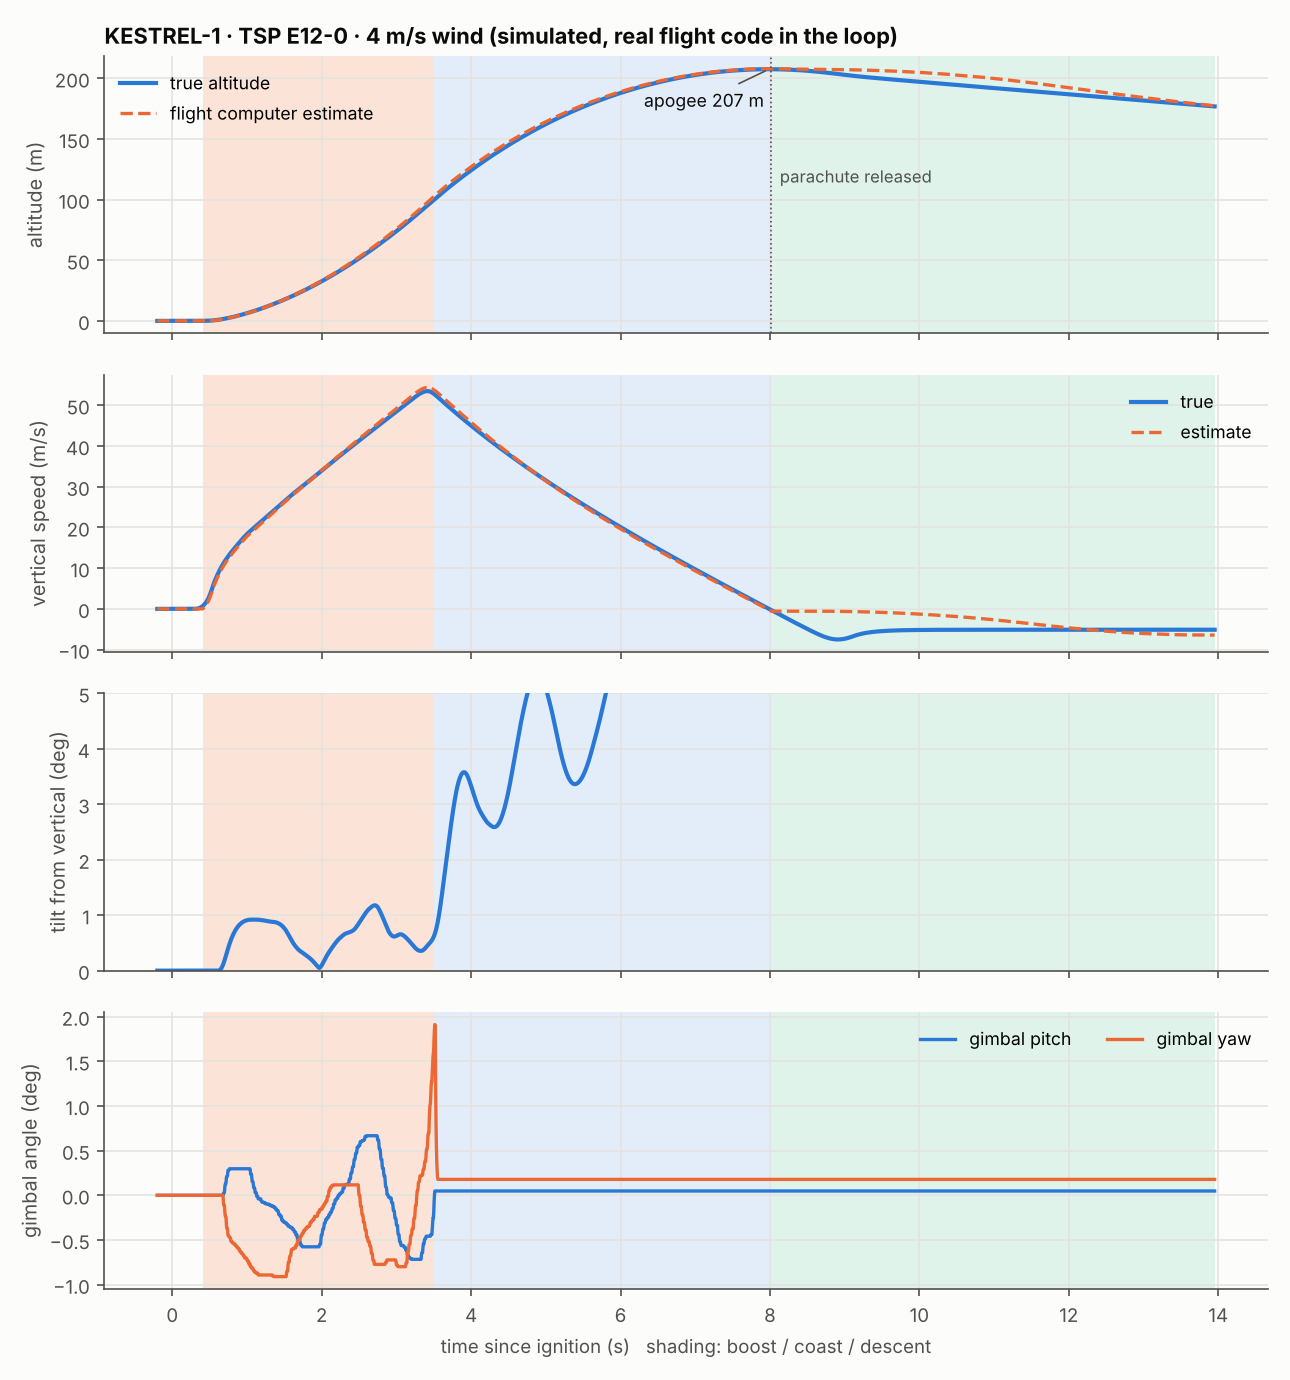 KESTREL-1 · TSP E12-0 · 4 m/s wind (simulated, real flight code in the loop)
altitude (m)
200
150
100
50
0
true altitude
flight computer estimate
apogee 207 m
parachute released
vertical speed (m/s)
50
40
30
20
10
0
−10
true
estimate
tilt from vertical (deg)
5
4
3
2
1
0
gimbal angle (deg)
2.0
1.5
1.0
0.5
0.0
−0.5
−1.0
gimbal pitch
gimbal yaw
0 2 4 6 8 10 12 14
time since ignition (s) shading: boost / coast / descent